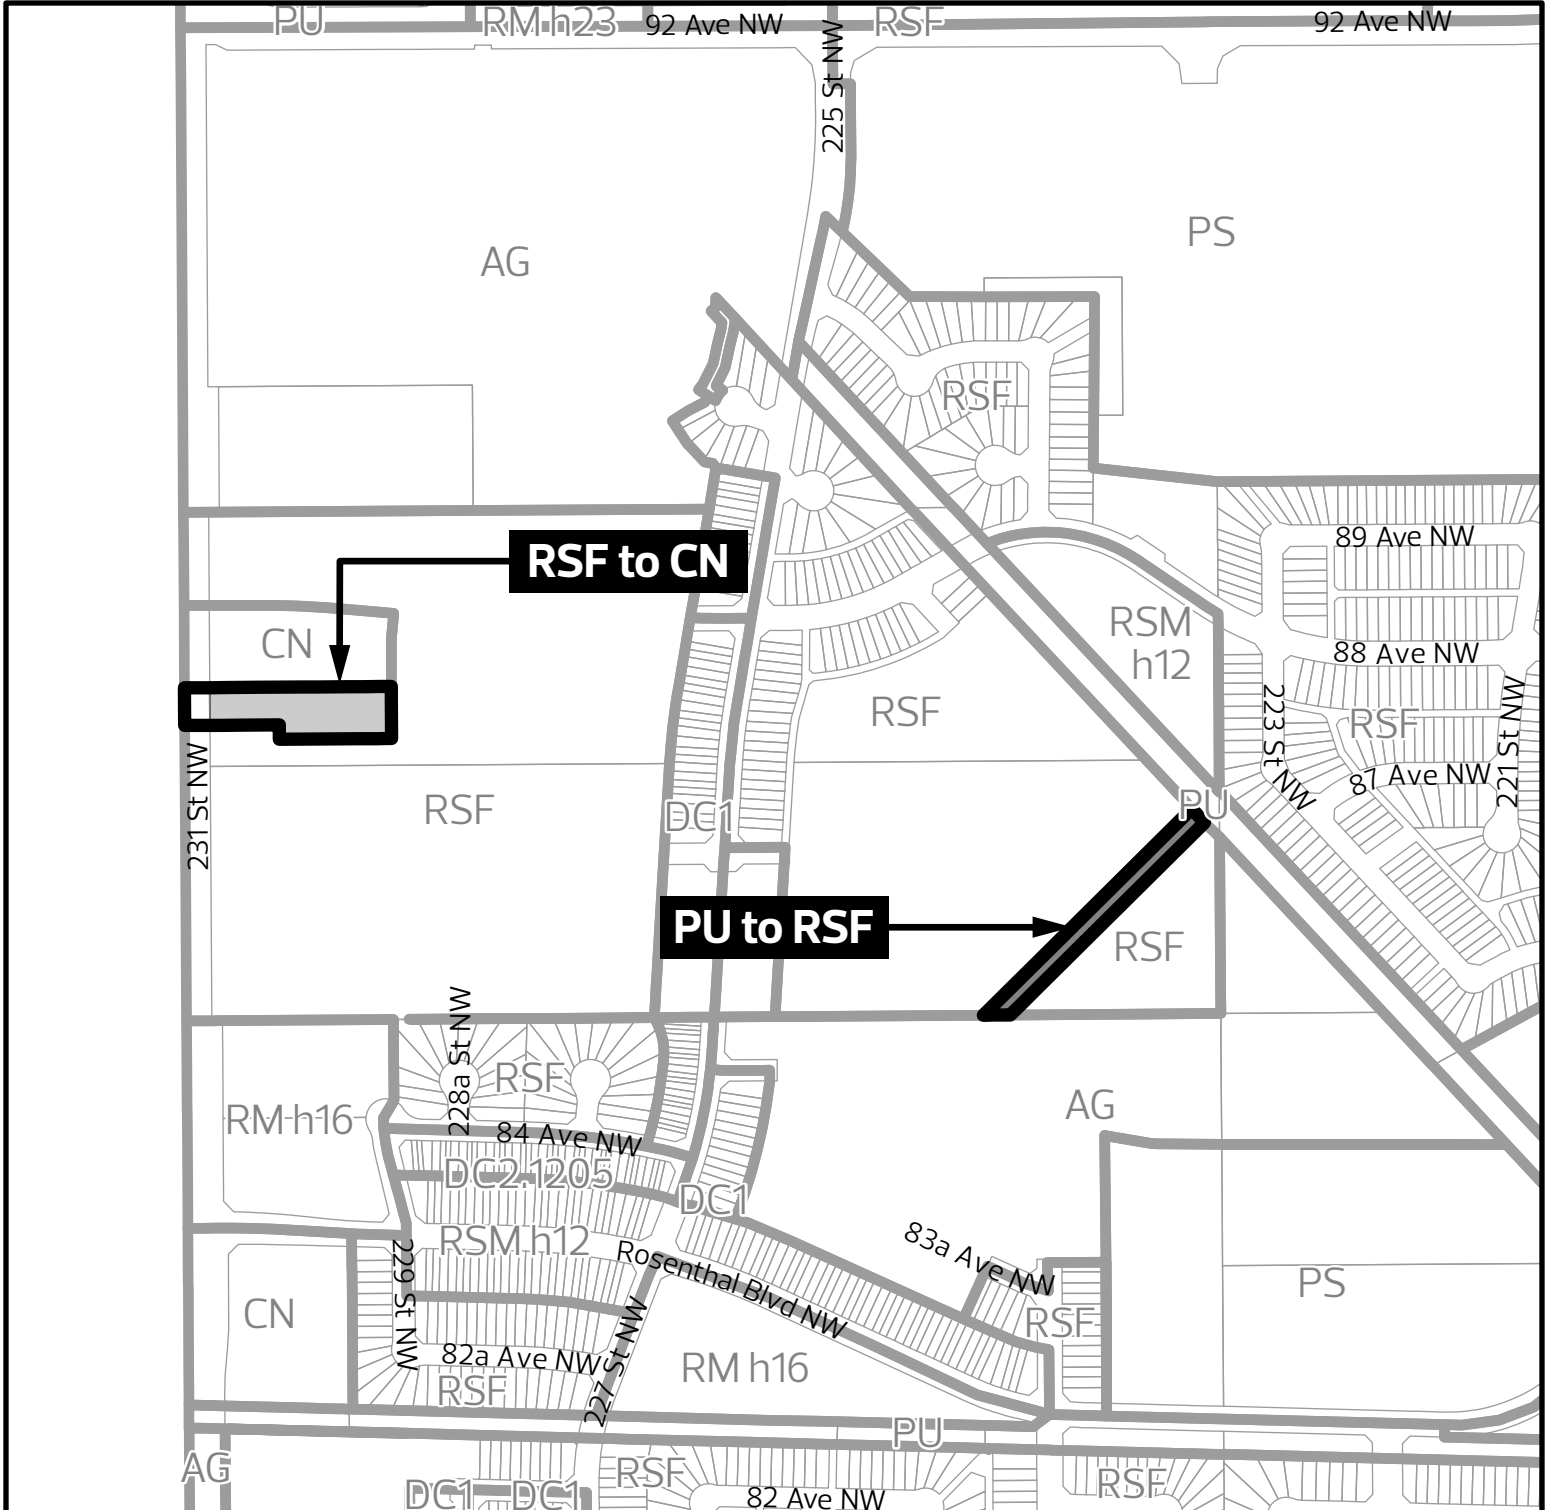 PU
RM h23
92 Ave NW
RSF
92 Ave NW
225 St NW
AG
PS
RSF
RSF to CN
89 Ave NW
CN
RSM
h12
88 Ave NW
RSF
223 St NW
RSF
221 St NW
87 Ave NW
231 St NW
RSF
DC1
PU
PU to RSF
RSF
228a St NW
RSF
RM h16
AG
84 Ave NW
DC2.1205
DC1
RSM h12
Rosenthal Blvd NW
83a Ave NW
229 St NW
CN
PS
RSF
82a Ave NW
227 St NW
RM h16
RSF
PU
AG
RSF
RSF
DC1
DC1
82 Ave NW